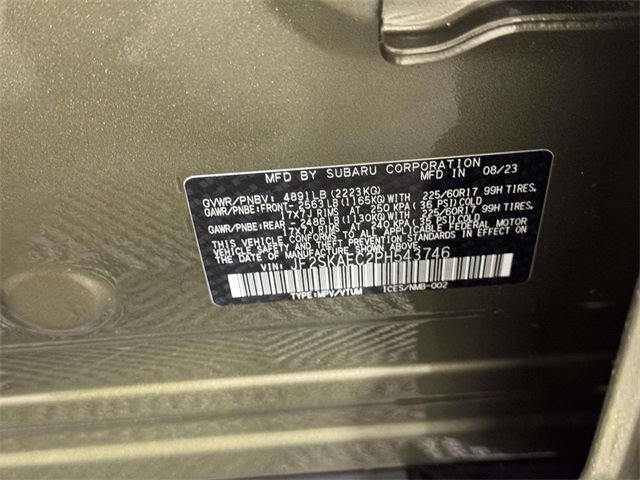 MFD BY SUBARU CORPORATION MFD IN 08/23
GVWR/PNBV: 4891LB (2223KG)
GAWR/PNBE:FRONT- 2563LB(1165KG)WITH 225/60R17 99H TIRES,
17X7J RIMS AT 250 KPA (36 PSI)COLD
GAWR/PNBE:REAR - 2486LB(1130KG)WITH 225/60R17 99H TIRES,
17X7J RIMS AT 240 KPA (35 PSI)COLD
THIS VEHICLE CONFORMS TO ALL APPLICABLE FEDERAL MOTOR
VEHICLE SAFETY STANDARDS IN EFFECT ON THE
DATE OF MANUFACTURE SHOWN ABOVE.
VIN: JF2SKAEC2PH543746
TYPE:MPV/VTUM ICES/NMB-002